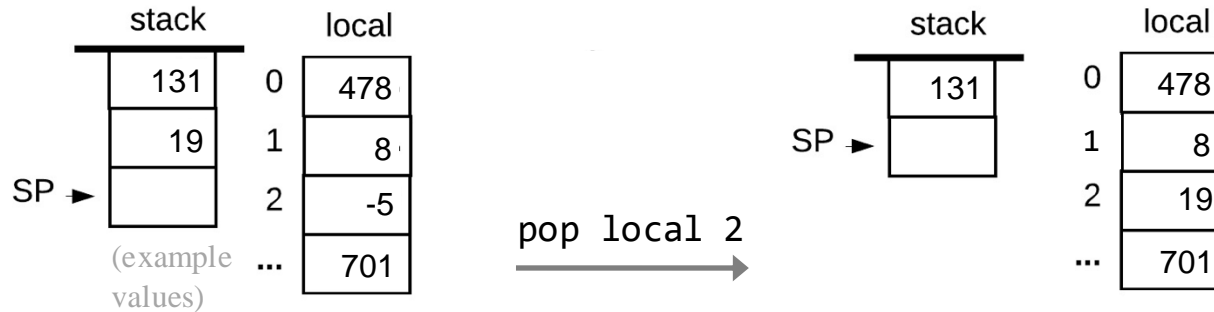 stack local
131 0 478
19 1 8
SP 2 -5
(example ... 701
values)
pop local 2
stack local
131 0 478
SP 1 8
2 19
... 701